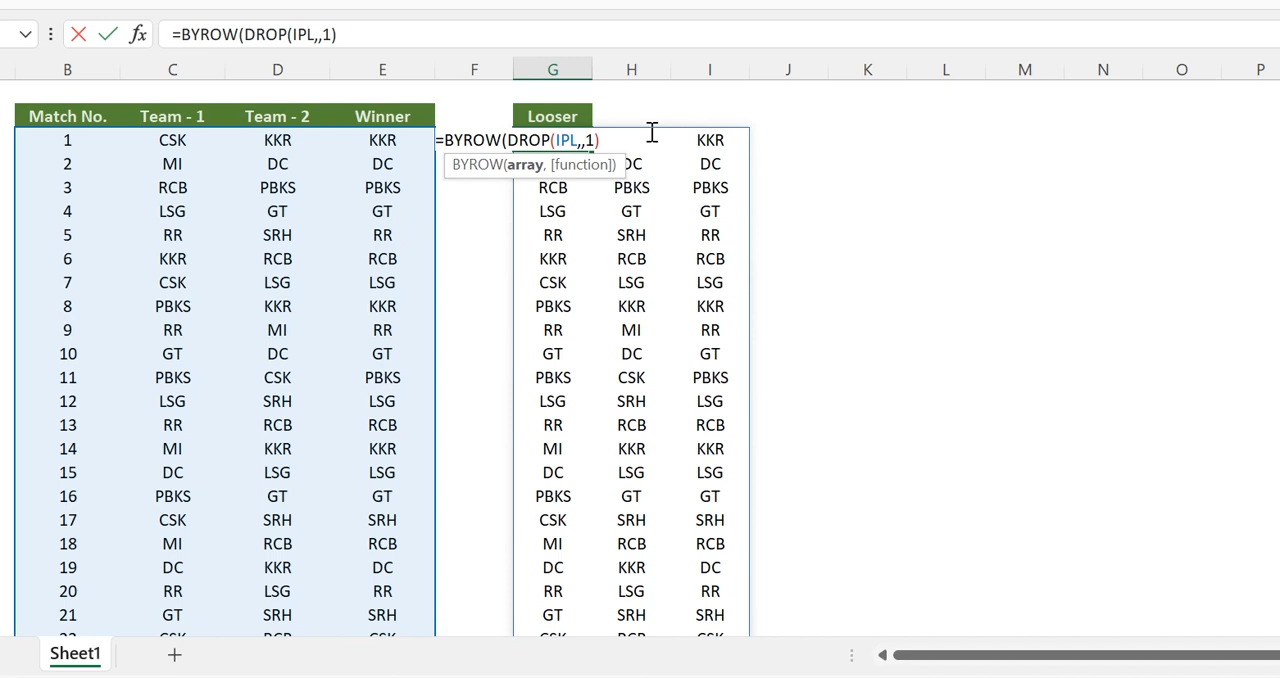 fx =BYROW(DROP(IPL,,1)
B C D E F G H I J K L M N O P
Match No. Team - 1 Team - 2 Winner Looser
1 CSK KKR KKR =BYROW(DROP(IPL,,1) KKR
BYROW(array, [function])
2 MI DC DC DC DC
3 RCB PBKS PBKS RCB PBKS PBKS
4 LSG GT GT LSG GT GT
5 RR SRH RR RR SRH RR
6 KKR RCB RCB KKR RCB RCB
7 CSK LSG LSG CSK LSG LSG
8 PBKS KKR KKR PBKS KKR KKR
9 RR MI RR RR MI RR
10 GT DC GT GT DC GT
11 PBKS CSK PBKS PBKS CSK PBKS
12 LSG SRH LSG LSG SRH LSG
13 RR RCB RCB RR RCB RCB
14 MI KKR KKR MI KKR KKR
15 DC LSG LSG DC LSG LSG
16 PBKS GT GT PBKS GT GT
17 CSK SRH SRH CSK SRH SRH
18 MI RCB RCB MI RCB RCB
19 DC KKR DC DC KKR DC
20 RR LSG RR RR LSG RR
21 GT SRH SRH GT SRH SRH
Sheet1